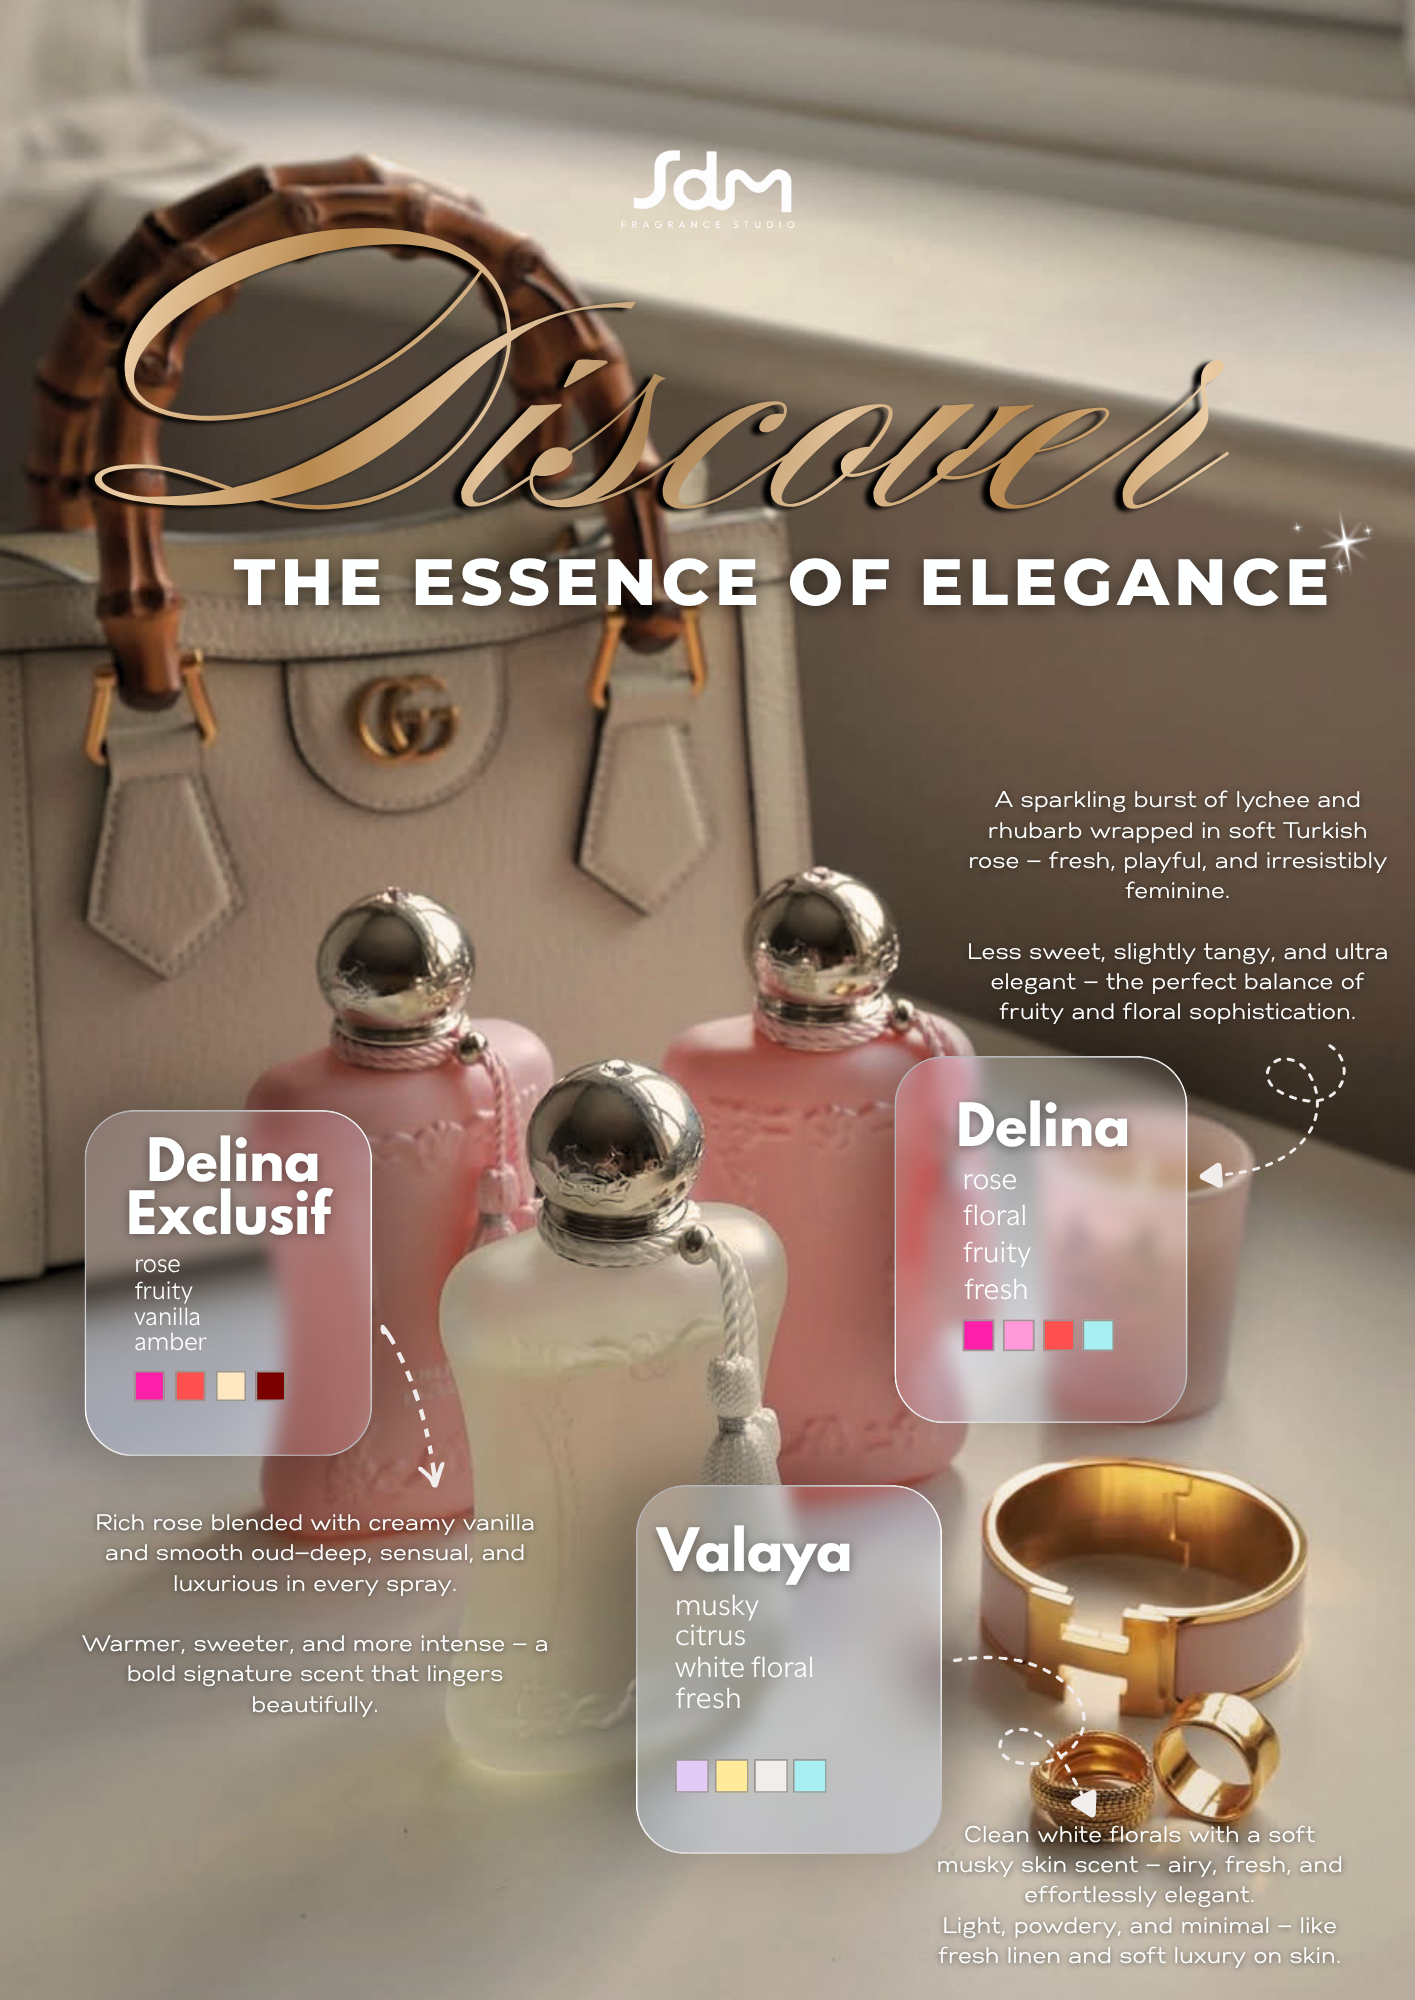 Sdm
FRAGRANCE STUDIO
Discover
THE ESSENCE OF ELEGANCE
A sparkling burst of lychee and
rhubarb wrapped in soft Turkish
rose – fresh, playful, and irresistibly
feminine.
Less sweet, slightly tangy, and ultra
elegant – the perfect balance of
fruity and floral sophistication.
Delina
rose
floral
fruity
fresh
Delina
Exclusif
rose
fruity
vanilla
amber
Rich rose blended with creamy vanilla
and smooth oud–deep, sensual, and
luxurious in every spray.
Warmer, sweeter, and more intense – a
bold signature scent that lingers
beautifully.
Valaya
musky
citrus
white floral
fresh
Clean white florals with a soft
musky skin scent – airy, fresh, and
effortlessly elegant.
Light, powdery, and minimal – like
fresh linen and soft luxury on skin.